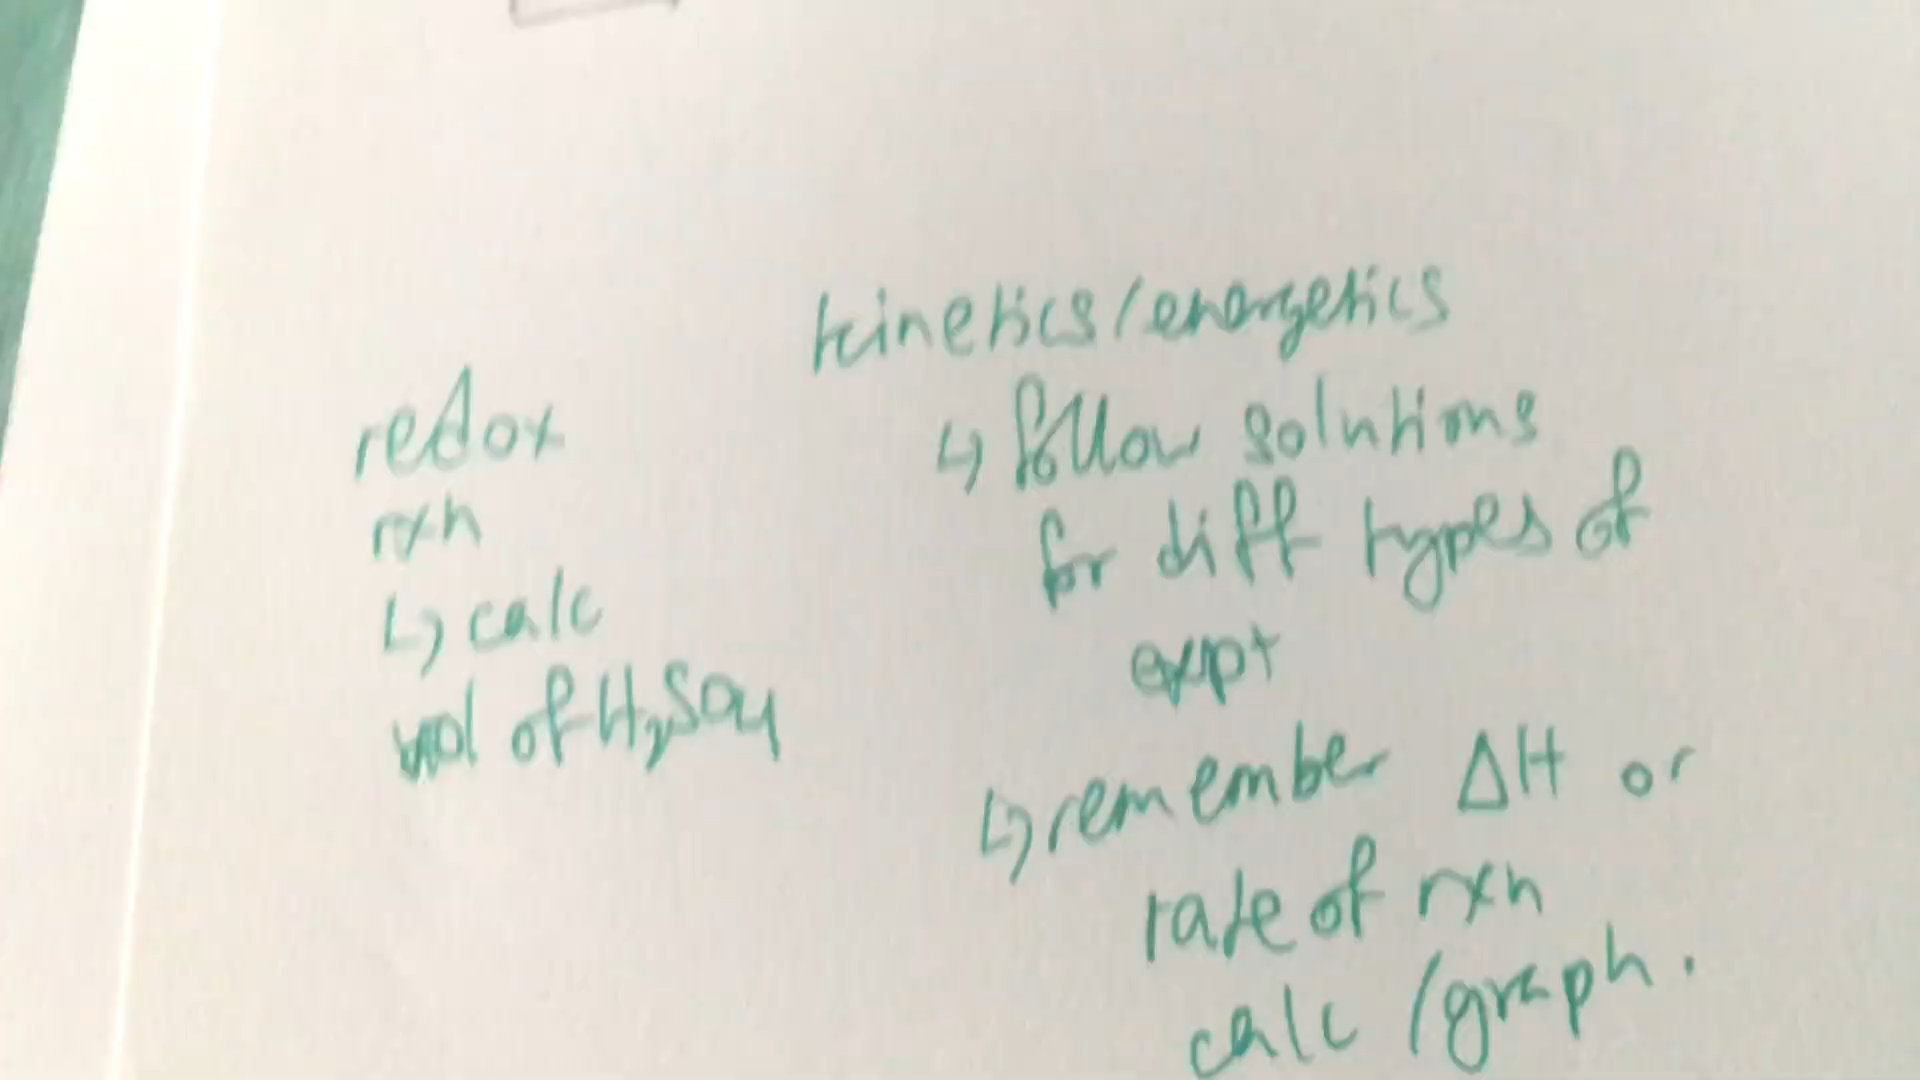 redox
rxn
↳ calc
vol of H₂SO₄
kinetics/energetics
↳ follow solutions
for diff types of
expt
↳ remember ΔH or
rate of rxn
calc /graph.